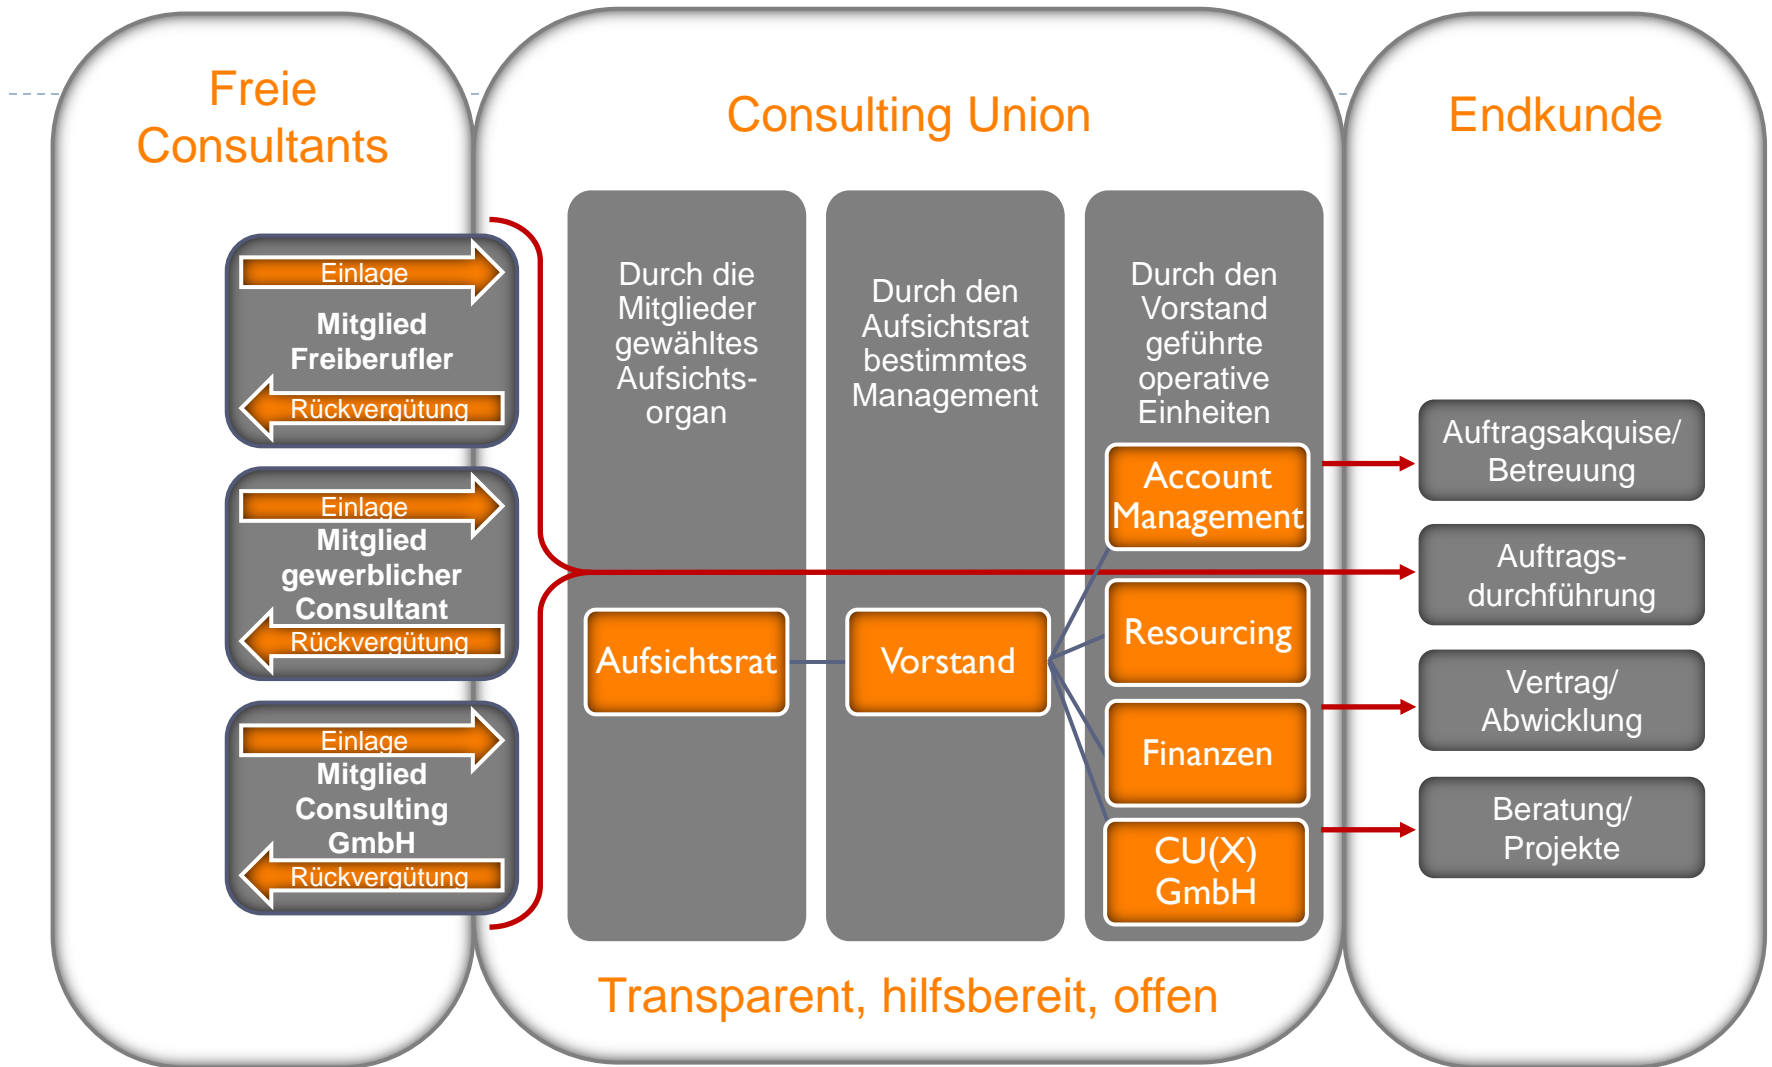 Freie
Consultants
Einlage
Mitglied
Freiberufler
Rückvergütung
Einlage
Mitglied
gewerblicher
Consultant
Rückvergütung
Einlage
Mitglied
Consulting
GmbH
Rückvergütung
Consulting Union
Durch die
Mitglieder
gewähltes
Aufsichts-
organ
Aufsichtsrat
Durch den
Aufsichtsrat
bestimmtes
Management
Vorstand
Durch den
Vorstand
geführte
operative
Einheiten
Account
Management
Resourcing
Finanzen
CU(X)
GmbH
Transparent, hilfsbereit, offen
Endkunde
Auftragsakquise/
Betreuung
Auftrags-
durchführung
Vertrag/
Abwicklung
Beratung/
Projekte